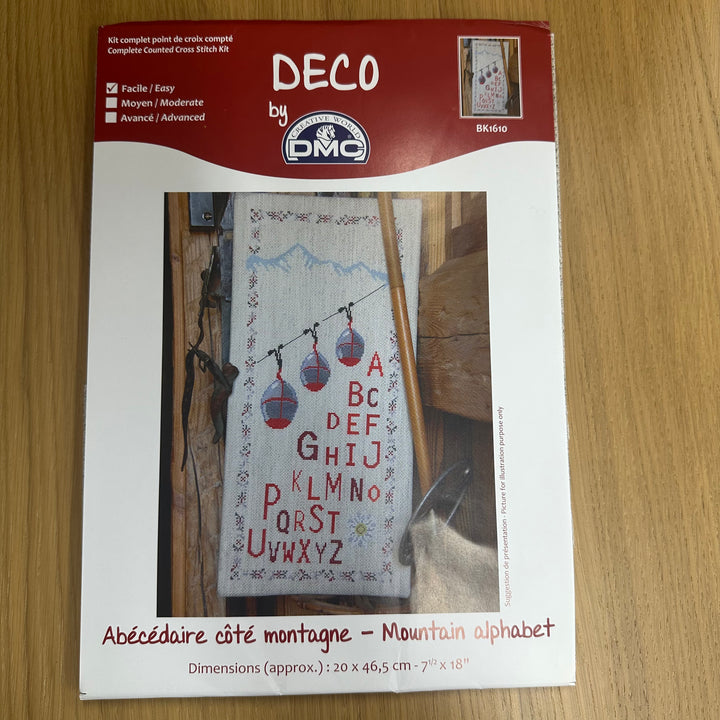 Kit complet point de croix compté
Complete Counted Cross Stitch Kit
Facile / Easy
Moyen / Moderate
Avancé / Advanced
DECO
by
CREATIVE WORLD
DMC
BK1610
A
BC
DEF
GHIJ
KLMNO
PQRST
UVWXYZ
Suggestion de présentation - Picture for illustration purpose only
Abécédaire côté montagne - Mountain alphabet
Dimensions (approx.) : 20 x 46,5 cm - 7 1/2 x 18"